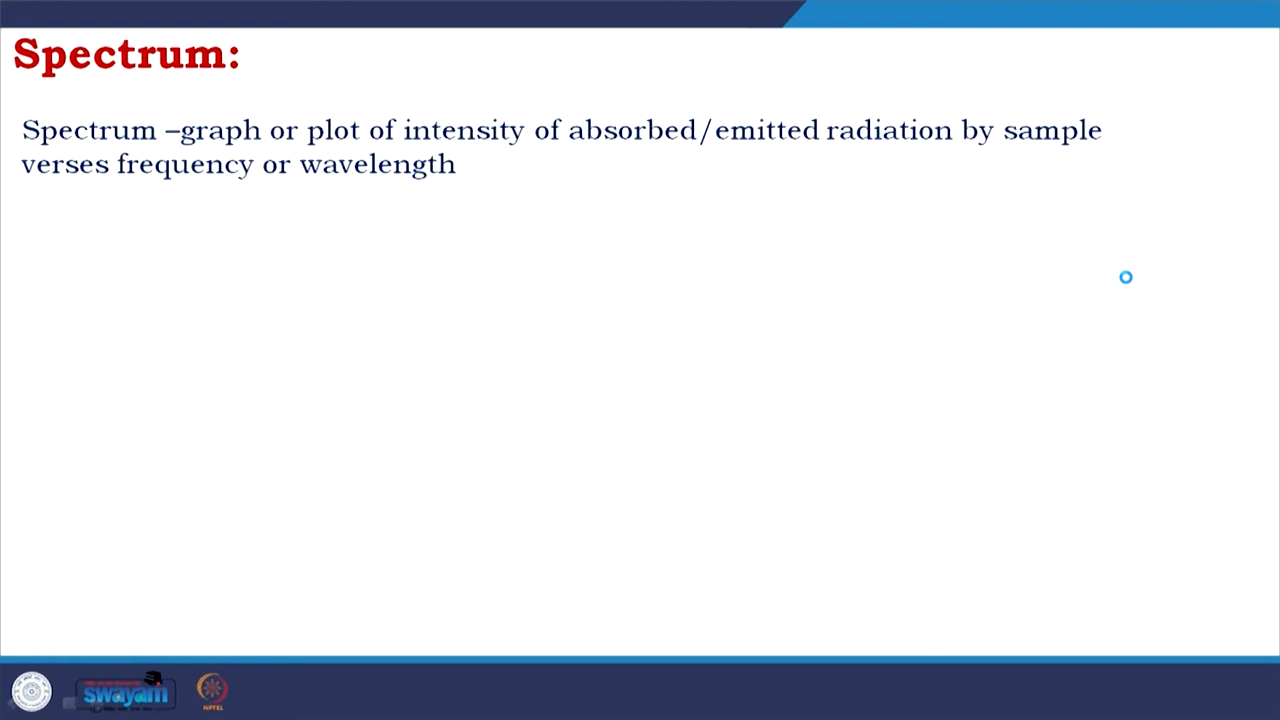 Spectrum:
Spectrum –graph or plot of intensity of absorbed/emitted radiation by sample
verses frequency or wavelength
swayam
NPTEL